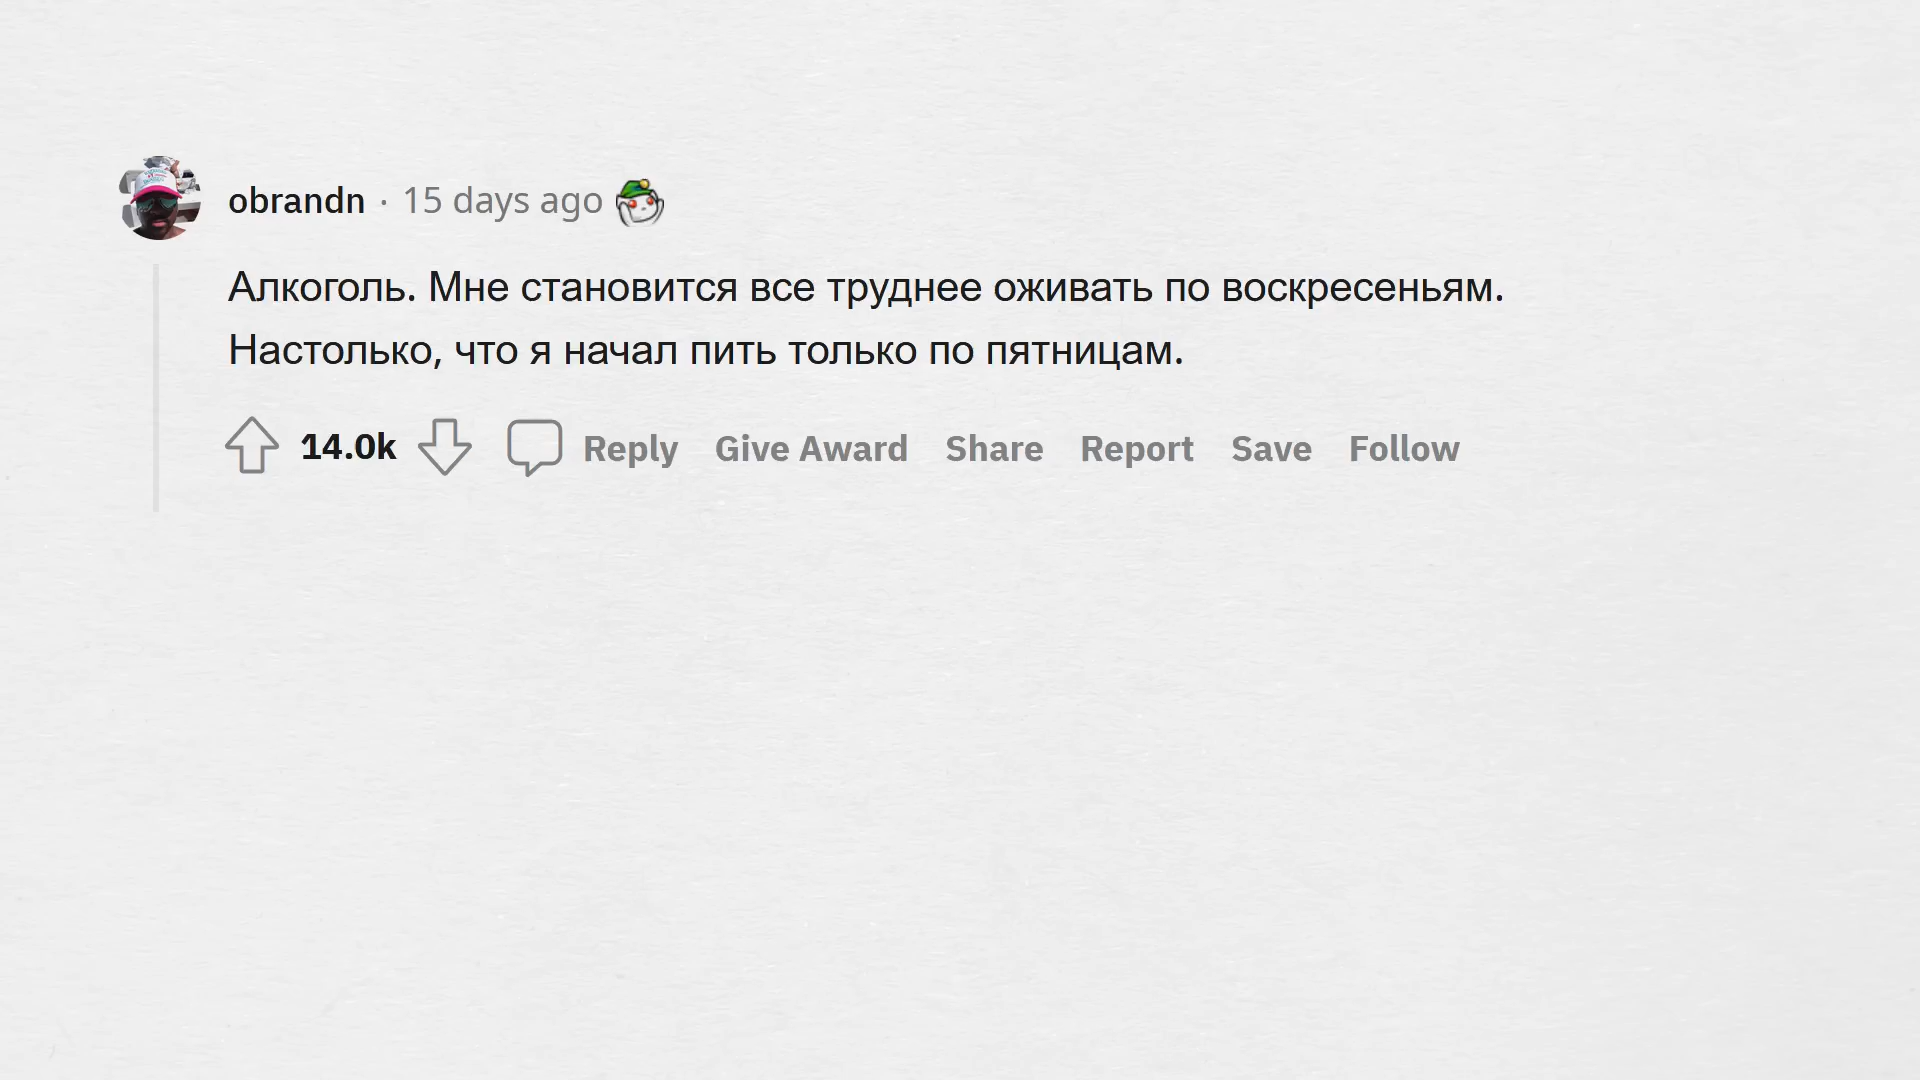 obrandn · 15 days ago
Алкоголь. Мне становится все труднее оживать по воскресеньям.
Настолько, что я начал пить только по пятницам.
14.0k Reply Give Award Share Report Save Follow